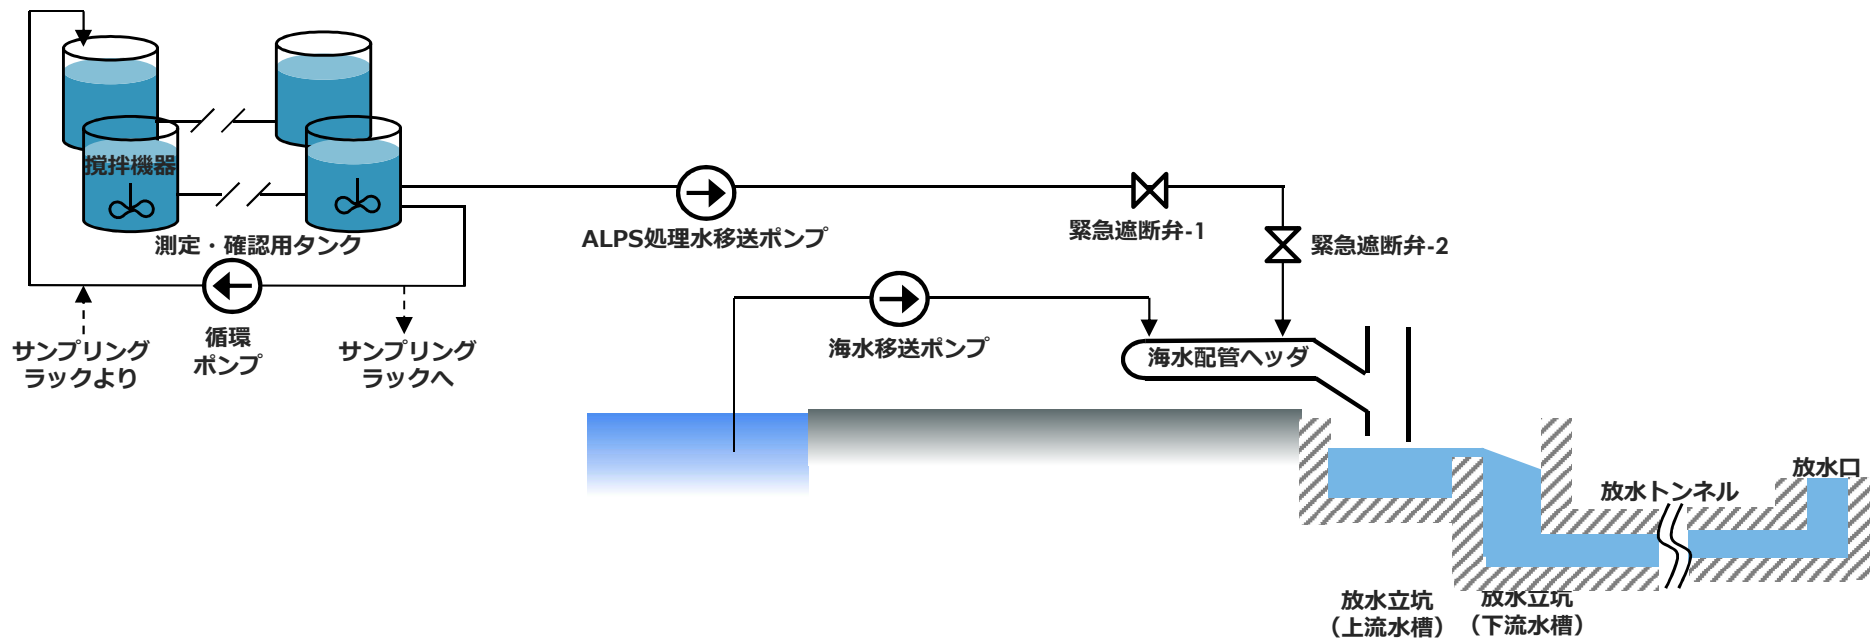 撹拌機器
測定・確認用タンク
循環
ポンプ
サンプリング
ラックより
サンプリング
ラックへ
ALPS処理水移送ポンプ
緊急遮断弁-1
緊急遮断弁-2
海水移送ポンプ
海水配管ヘッダ
放水口
放水トンネル
放水立坑
（上流水槽）
放水立坑
（下流水槽）